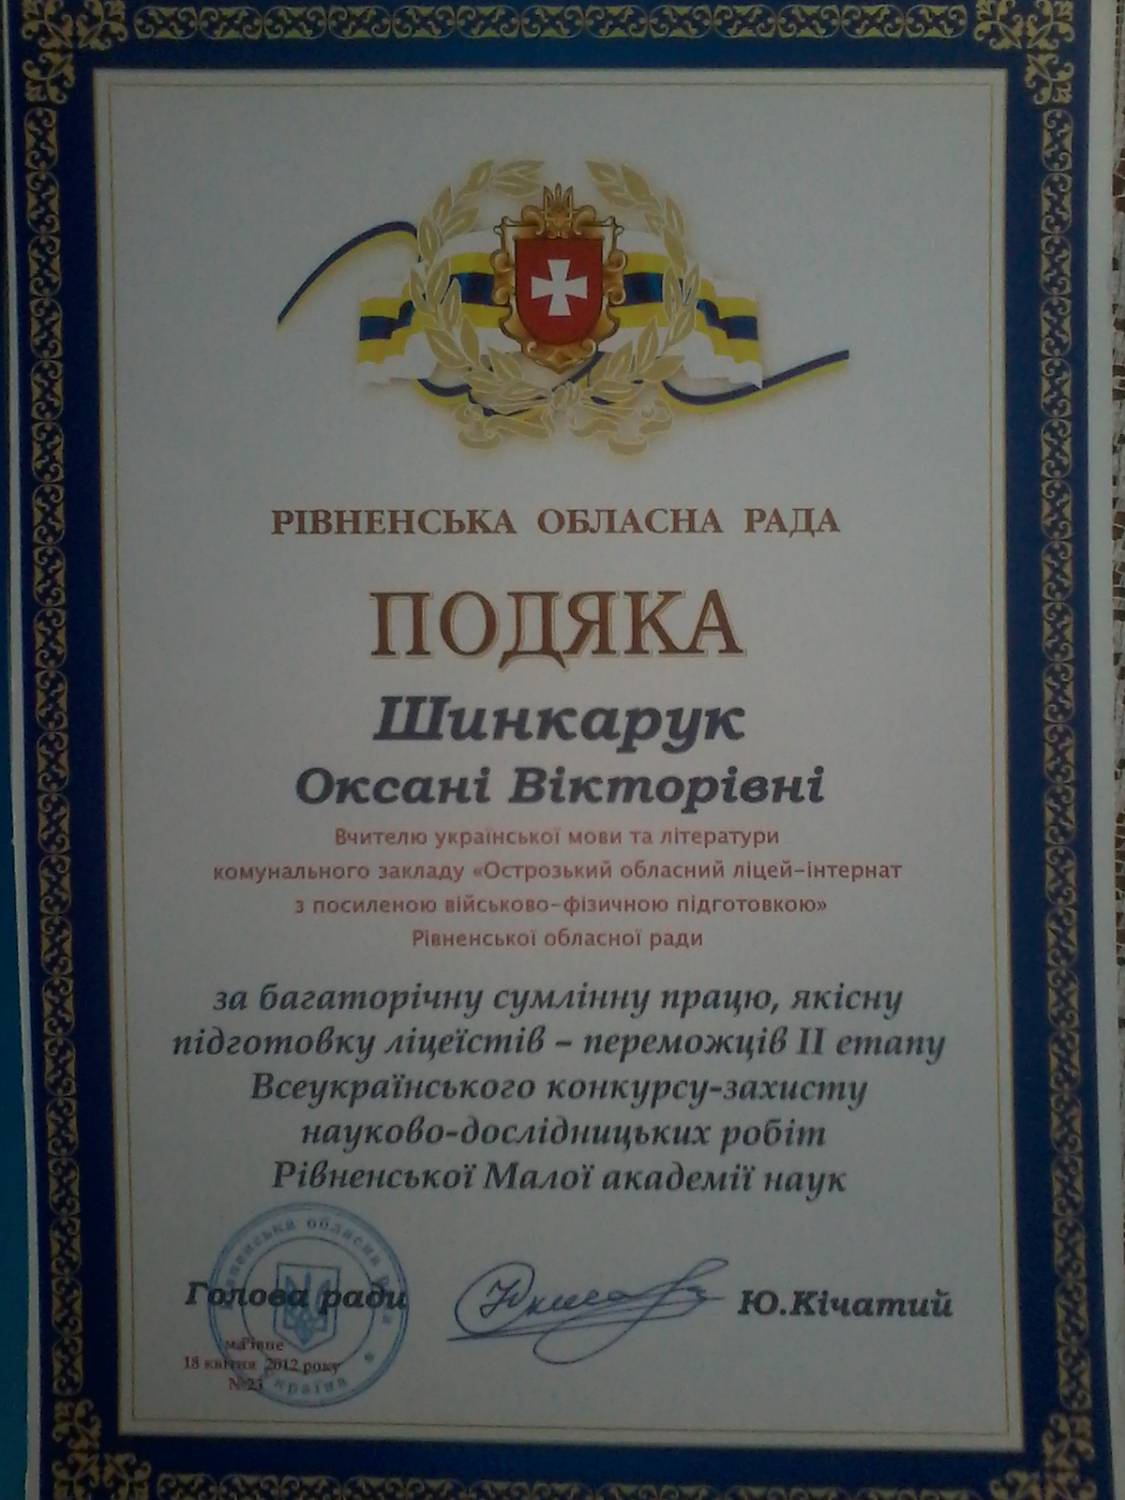 РІВНЕНСЬКА ОБЛАСНА РАДА
ПОДЯКА
Шинкарук
Оксані Вікторівні
Вчителю української мови та літератури
комунального закладу «Острозький обласний ліцей-інтернат
з посиленою військово-фізичною підготовкою»
Рівненської обласної ради
за багаторічну сумлінну працю, якісну
підготовку ліцеїстів – переможців ІІ етапу
Всеукраїнського конкурсу-захисту
науково-дослідницьких робіт
Рівненської Малої академії наук
Голова ради
Ю.Кічатий
м.Рівне
18 квітня 2012 року